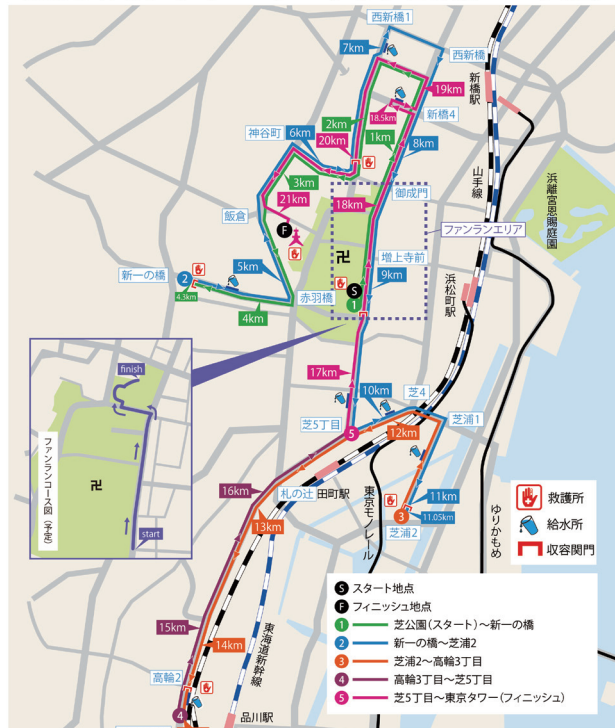 西新橋1
7km
西新橋
新橋駅
19km
18.5km
新橋4
2km
1km
8km
神谷町
6km
20km
山手線
浜離宮恩賜庭園
3km
御成門
21km
18km
ファンランエリア
飯倉
F
卍
増上寺前
新一の橋
2
5km
9km
浜松町駅
S
1
赤羽橋
4.3km
4km
finish
17km
10km
芝4
芝浦1
芝5丁目
5
12km
ファンランコース図(予定)
卍
16km
札の辻
田町駅
東京モノレール
11km
11.05km
3
芝浦2
ゆりかもめ
救護所
給水所
収容関門
13km
start
S スタート地点
F フィニッシュ地点
1 芝公園(スタート)～新一の橋
2 新一の橋～芝浦2
3 芝浦2～高輪3丁目
4 高輪3丁目～芝5丁目
5 芝5丁目～東京タワー(フィニッシュ)
15km
14km
東海道新幹線
高輪2
4
品川駅